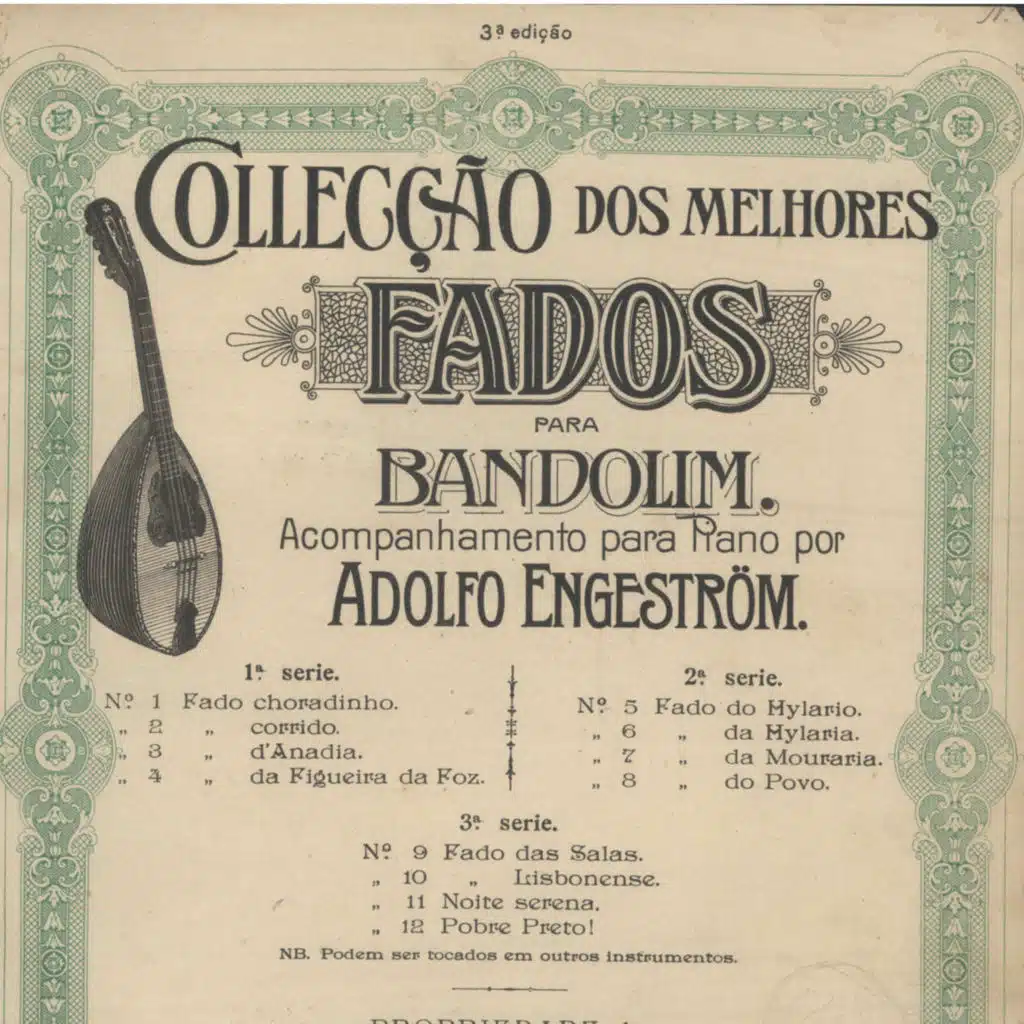 3ª edição
COLLECÇÃO DOS MELHORES
FADOS
PARA
BANDOLIM.
Acompanhamento para Piano por
ADOLFO ENGESTRÖM.
1ª serie.
Nº 1 Fado choradinho.
„ 2 „ corrido.
„ 3 „ d'Anadia.
„ 4 „ da Figueira da Foz.
2ª serie.
Nº 5 Fado do Hylario.
„ 6 „ da Hylaria.
„ 7 „ da Mouraria.
„ 8 „ do Povo.
3ª serie.
Nº 9 Fado das Salas.
„ 10 „ Lisbonense.
„ 11 Noite serena.
„ 12 Pobre Preto!
NB. Podem ser tocados em outros instrumentos.